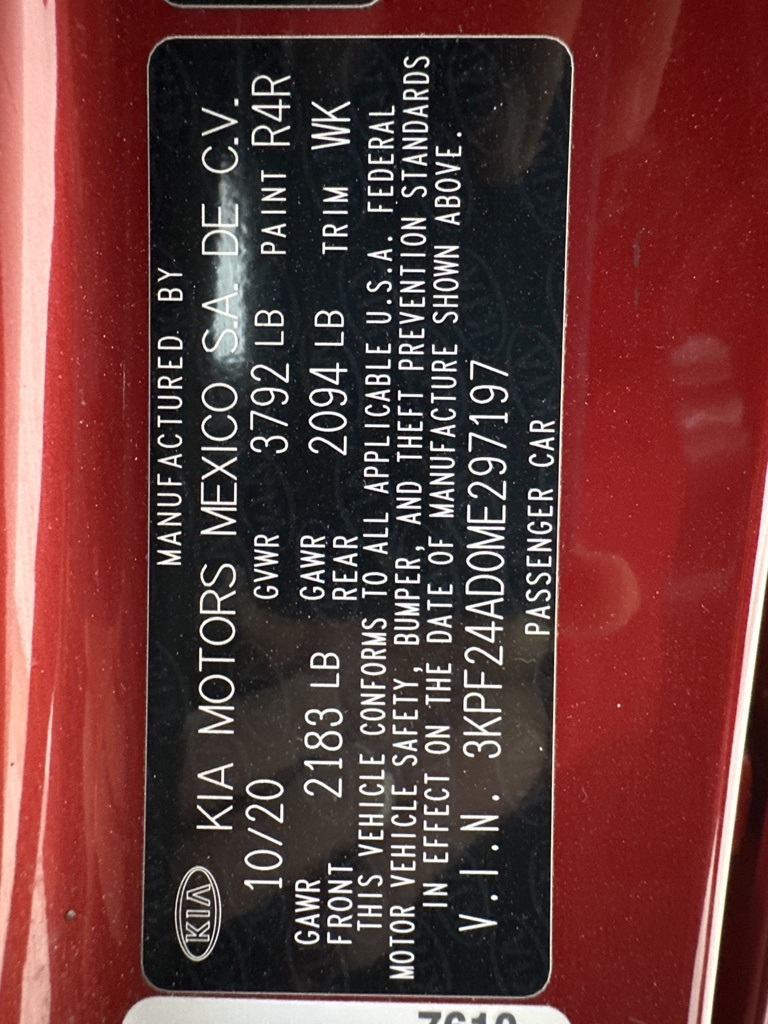 MANUFACTURED BY
KIA KIA MOTORS MEXICO S.A. DE C.V.
10/20 GVWR 3792 LB PAINT R4R
GAWR FRONT 2183 LB GAWR REAR 2094 LB TRIM WK
THIS VEHICLE CONFORMS TO ALL APPLICABLE U.S.A. FEDERAL
MOTOR VEHICLE SAFETY, BUMPER, AND THEFT PREVENTION STANDARDS
IN EFFECT ON THE DATE OF MANUFACTURE SHOWN ABOVE.
V.I.N. 3KPF24AD0ME297197
PASSENGER CAR